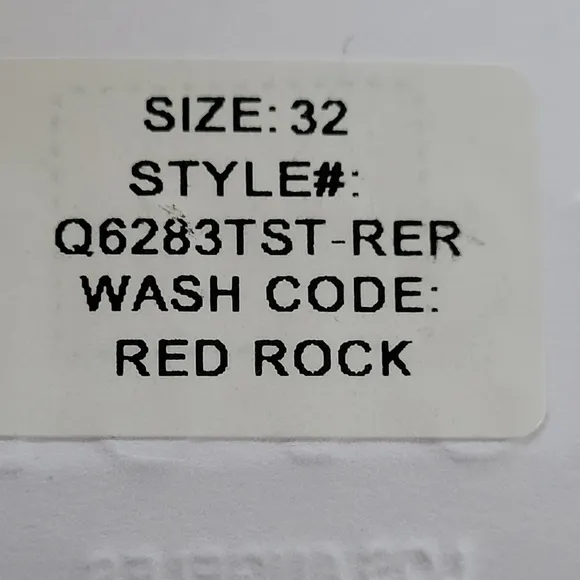 SIZE: 32
STYLE#:
Q6283TST-RER
WASH CODE:
RED ROCK